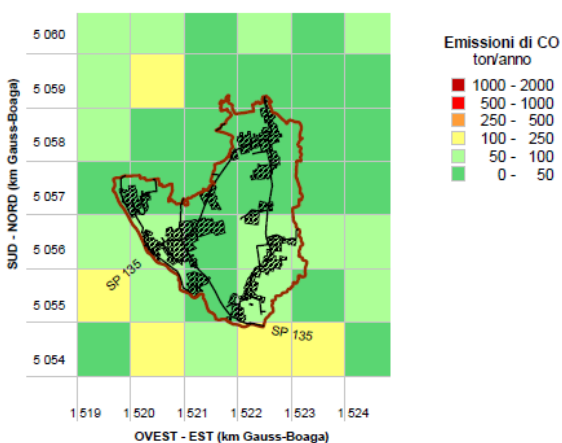 5 060
5 059
5 058
5 057
5 056
5 055
5 054
SUD - NORD (km Gauss-Boaga)
SP 135
SP 135
1 519 1 520 1 521 1 522 1 523 1 524
OVEST - EST (km Gauss-Boaga)
Emissioni di CO
ton/anno
1000 - 2000
500 - 1000
250 - 500
100 - 250
50 - 100
0 - 50